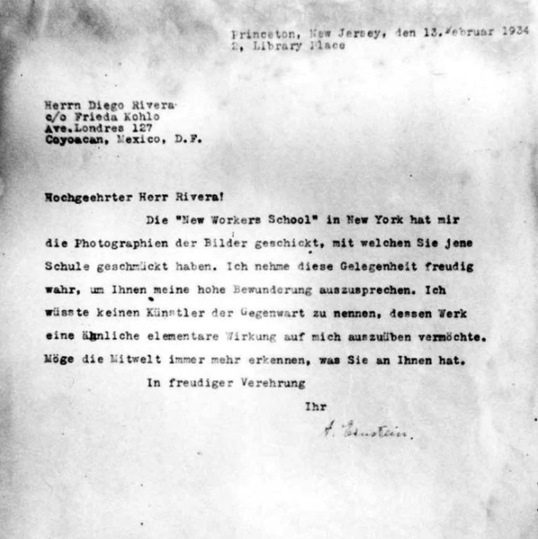 Princeton, New Jersey, den 13.Februar 1934
2, Library Place
Herrn Diego Rivera
c/o Frieda Kohlo
Ave.Londres 127
Coyoacan, Mexico, D.F.
Hochgeehrter Herr Rivera!
Die "New Workers School" in New York hat mir
die Photographien der Bilder geschickt, mit welchen Sie jene
Schule geschmückt haben. Ich nehme diese Gelegenheit freudig
wahr, um Ihnen meine hohe Bewunderung auszusprechen. Ich
wüsste keinen Künstler der Gegenwart zu nennen, dessen Werk
eine ähnliche elementare Wirkung auf mich auszuüben vermöchte.
Möge die Mitwelt immer mehr erkennen, was Sie an Ihnen hat.
In freudiger Verehrung
Ihr
A. Einstein.